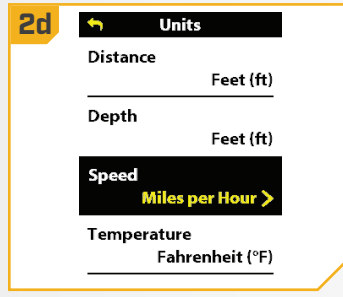 2d
Units
Distance
Feet (ft)
Depth
Feet (ft)
Speed
Miles per Hour >
Temperature
Fahrenheit (°F)